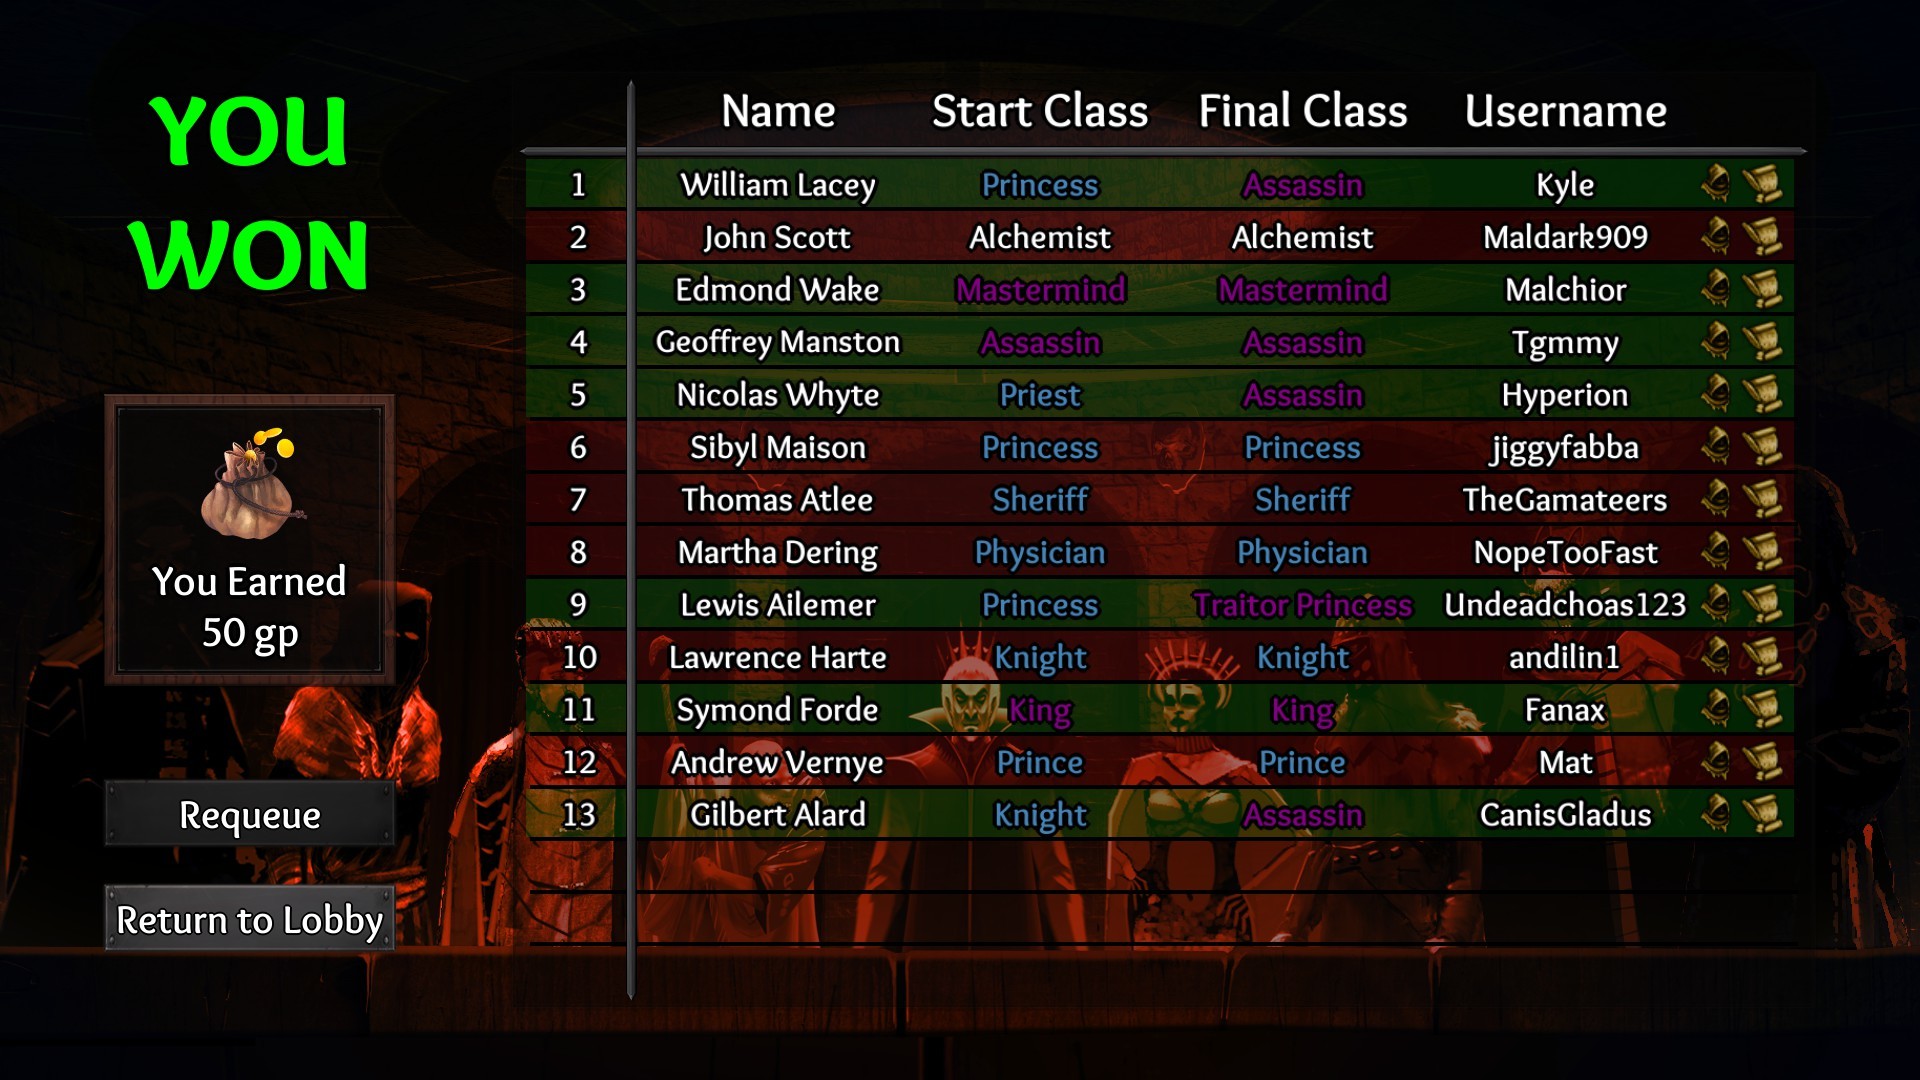 YOU
WON
You Earned
50 gp
Requeue
Return to Lobby
Name Start Class Final Class Username
1 William Lacey Princess Assassin Kyle
2 John Scott Alchemist Alchemist Maldark909
3 Edmond Wake Mastermind Mastermind Malchior
4 Geoffrey Manston Assassin Assassin Tgmmy
5 Nicolas Whyte Priest Assassin Hyperion
6 Sibyl Maison Princess Princess jiggyfabba
7 Thomas Atlee Sheriff Sheriff TheGamateers
8 Martha Dering Physician Physician NopeTooFast
9 Lewis Ailemer Princess Traitor Princess Undeadchoas123
10 Lawrence Harte Knight Knight andilin1
11 Symond Forde King King Fanax
12 Andrew Vernye Prince Prince Mat
13 Gilbert Alard Knight Assassin CanisGladus